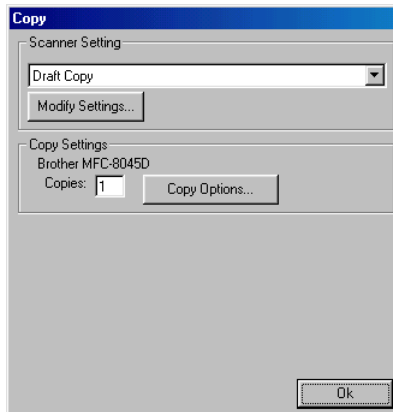 Copy
Scanner Setting
Draft Copy
Modify Settings...
Copy Settings
Brother MFC-8045D
Copies: 1 Copy Options...
Ok